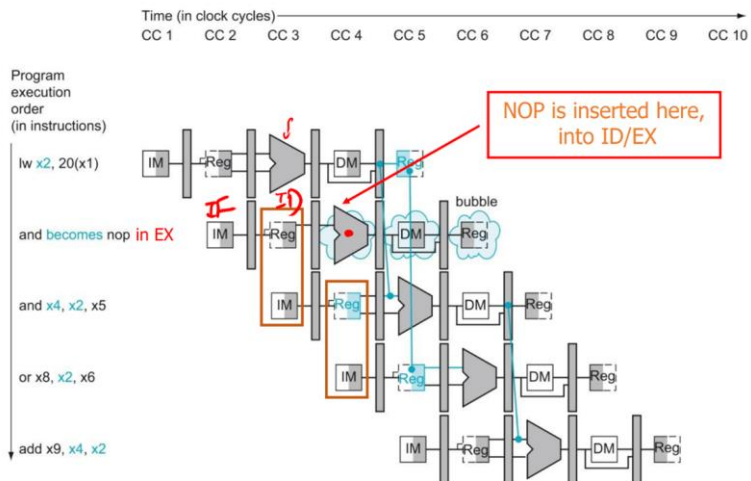 Time (in clock cycles)
CC 1 CC 2 CC 3 CC 4 CC 5 CC 6 CC 7 CC 8 CC 9 CC 10
Program
execution
order
(in instructions)
NOP is inserted here,
into ID/EX
lw x2, 20(x1)
IM Reg DM Reg
IF ID
bubble
and becomes nop in EX
IM Reg DM Reg
and x4, x2, x5
IM Reg DM Reg
or x8, x2, x6
IM Reg DM Reg
add x9, x4, x2
IM Reg DM Reg